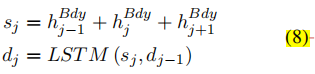 s_j = h_{j-1}^{Bdy} + h_j^{Bdy} + h_{j+1}^{Bdy}
d_j = LSTM (s_j, d_{j-1})
(8)